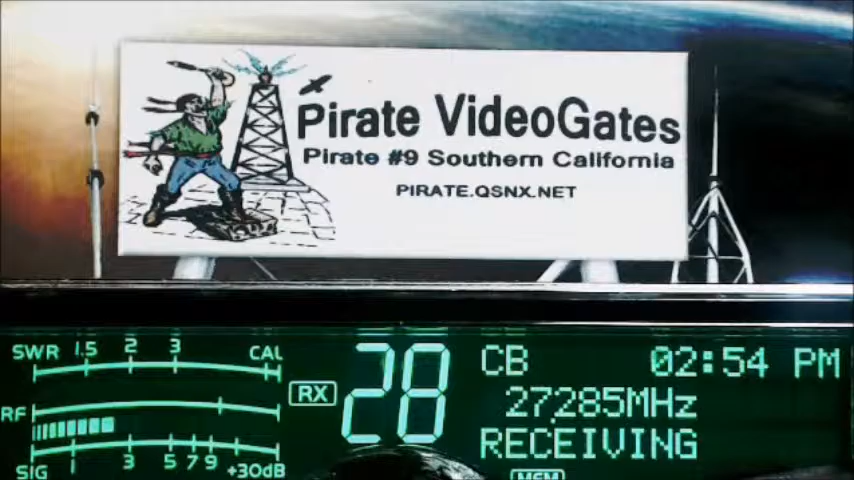 Pirate VideoGates
Pirate #9 Southern California
PIRATE.QSNX.NET
SWR 1.5 2 3 CAL
RX
28
CB
02:54 PM
27.285MHz
RF
RECEIVING
SIG 1 3 5 7 9 +30dB
MEM